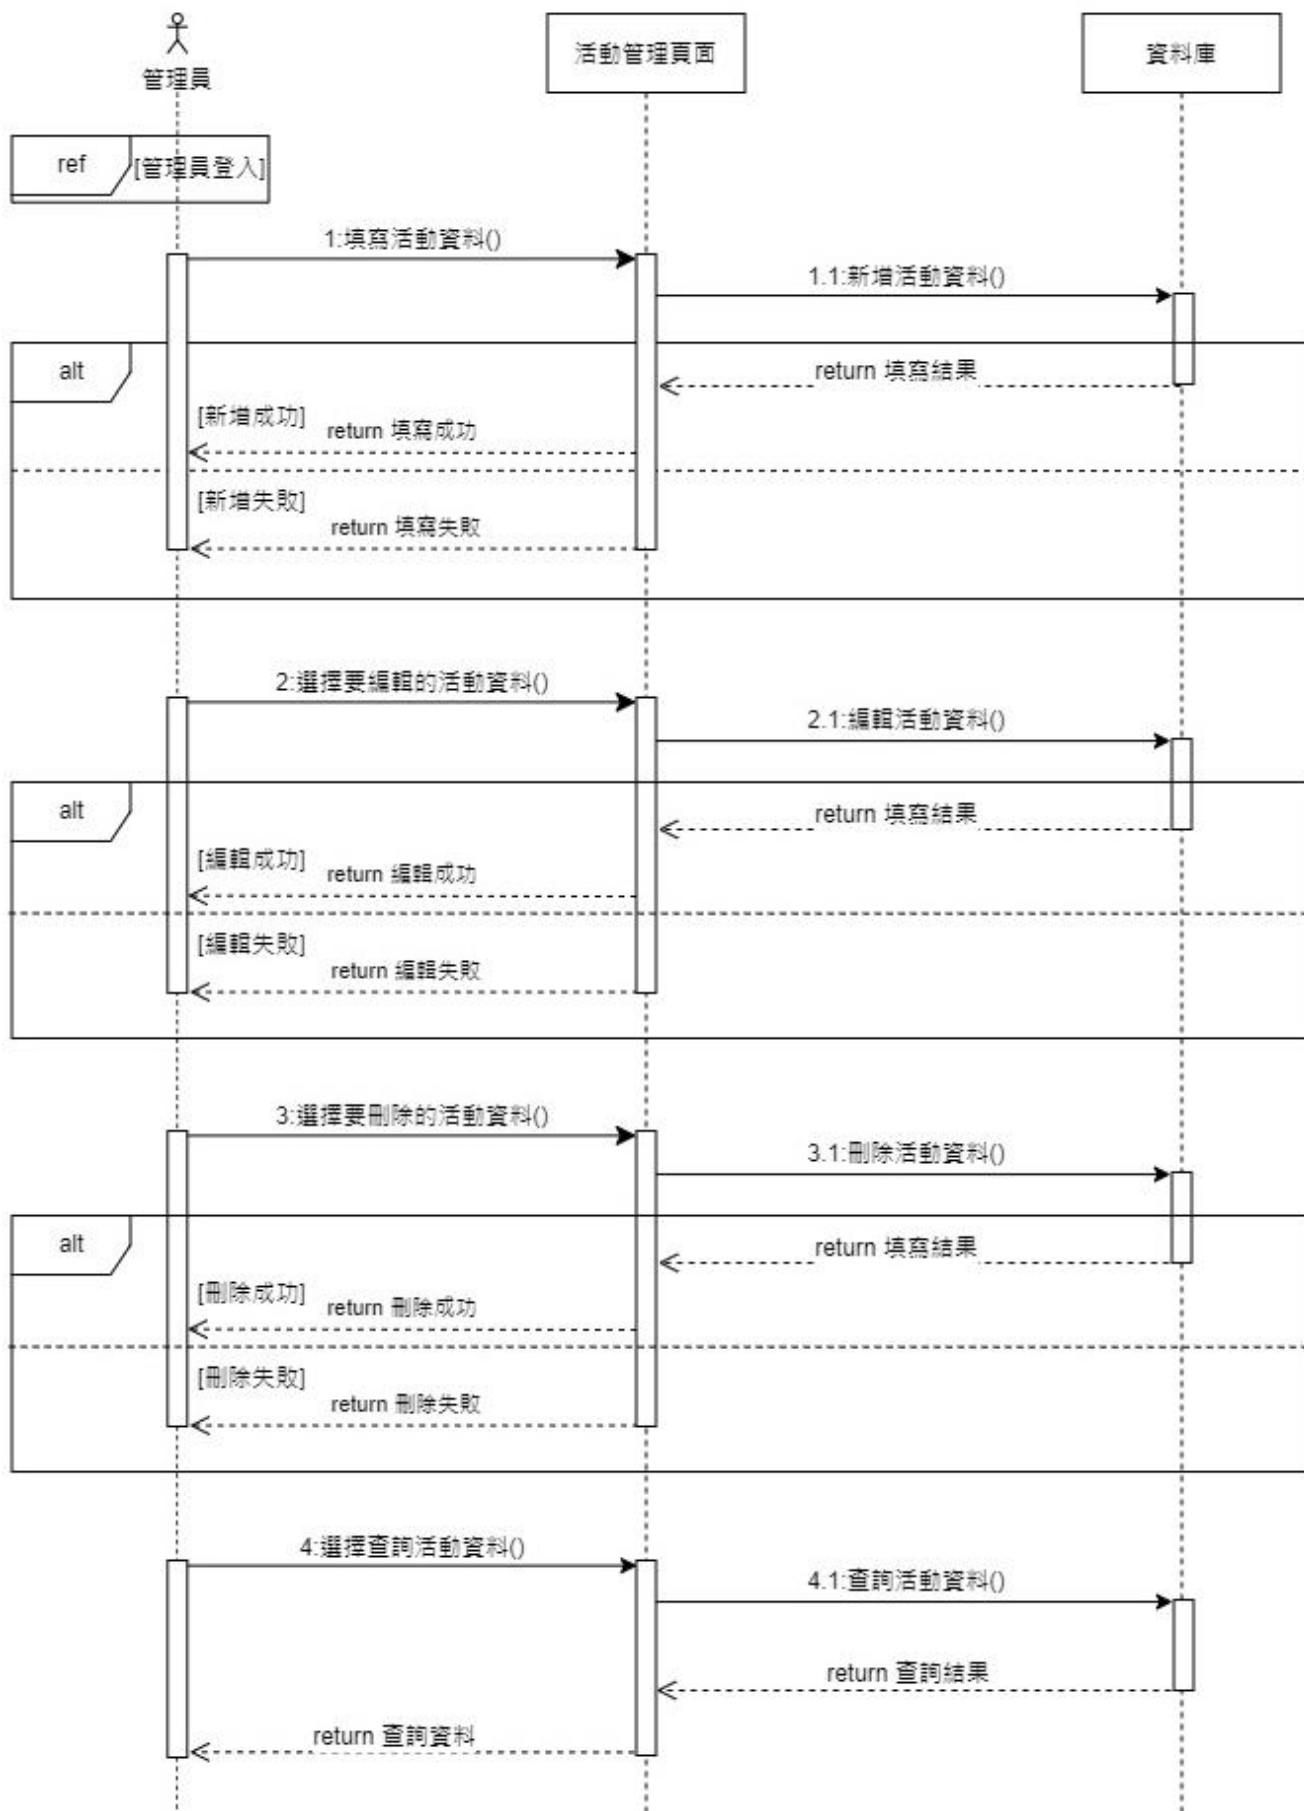 管理員
活動管理頁面
資料庫
ref
[管理員登入]
1:填寫活動資料()
1.1:新增活動資料()
alt
return 填寫結果
[新增成功]
return 填寫成功
[新增失敗]
return 填寫失敗
2:選擇要編輯的活動資料()
2.1:編輯活動資料()
alt
return 填寫結果
[編輯成功]
return 編輯成功
[編輯失敗]
return 編輯失敗
3:選擇要刪除的活動資料()
3.1:刪除活動資料()
alt
return 填寫結果
[刪除成功]
return 刪除成功
[刪除失敗]
return 刪除失敗
4:選擇查詢活動資料()
4.1:查詢活動資料()
return 查詢結果
return 查詢資料